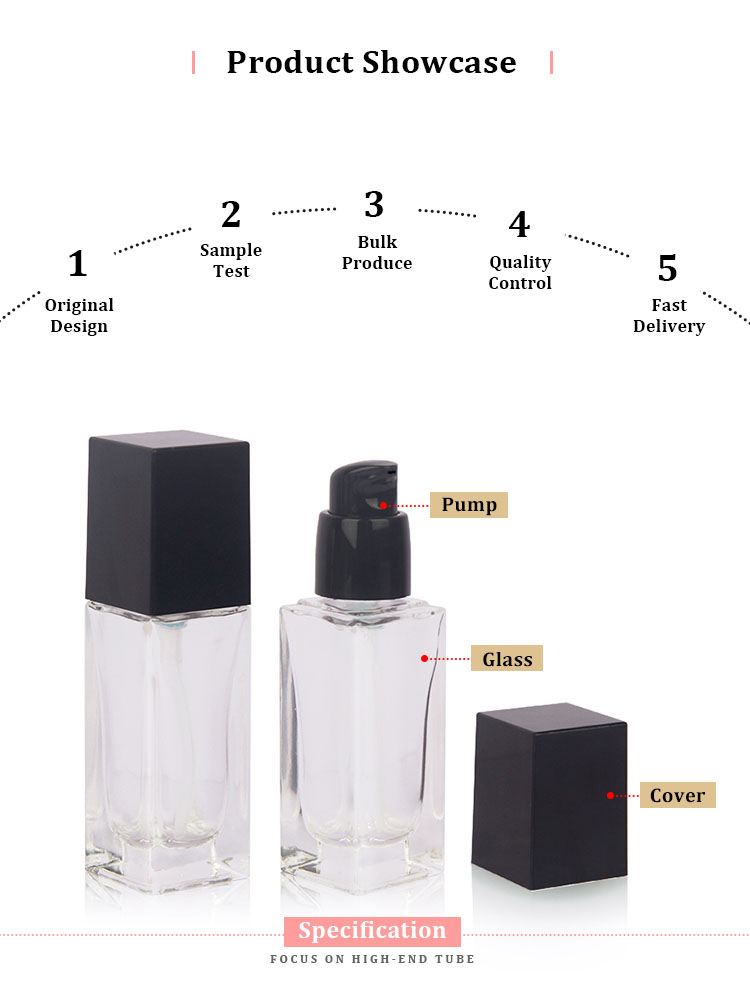 Product Showcase
1
Original
Design
2
Sample
Test
3
Bulk
Produce
4
Quality
Control
5
Fast
Delivery
Pump
Glass
Cover
Specification
FOCUS ON HIGH-END TUBE